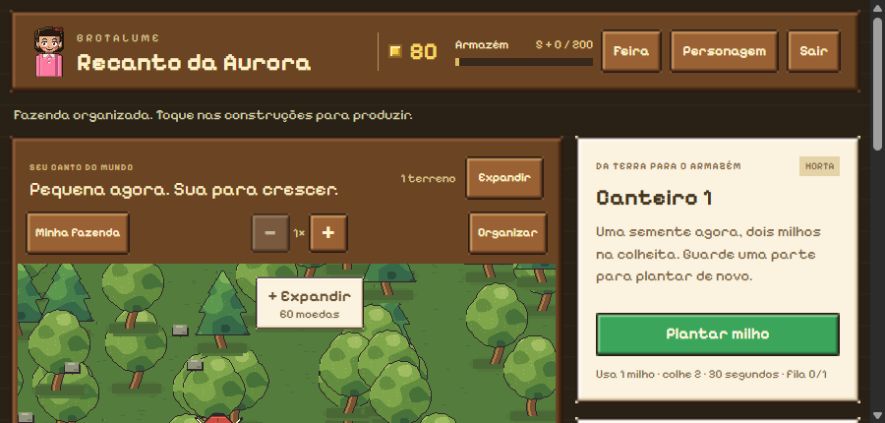 BROTALUME
Recanto da Aurora
80
Armazém 8 + 0 / 200
Feira
Personagem
Sair
Fazenda organizada. Toque nas construções para produzir.
SEU CANTO DO MUNDO
Pequena agora. Sua para crescer.
1 terreno
Expandir
Minha fazenda
− 1× +
Organizar
+ Expandir
60 moedas
DA TERRA PARA O ARMAZÉM
HORTA
Canteiro 1
Uma semente agora, dois milhos
na colheita. Guarde uma parte
para plantar de novo.
Plantar milho
Usa 1 milho · colhe 2 · 30 segundos · Fila 0/1